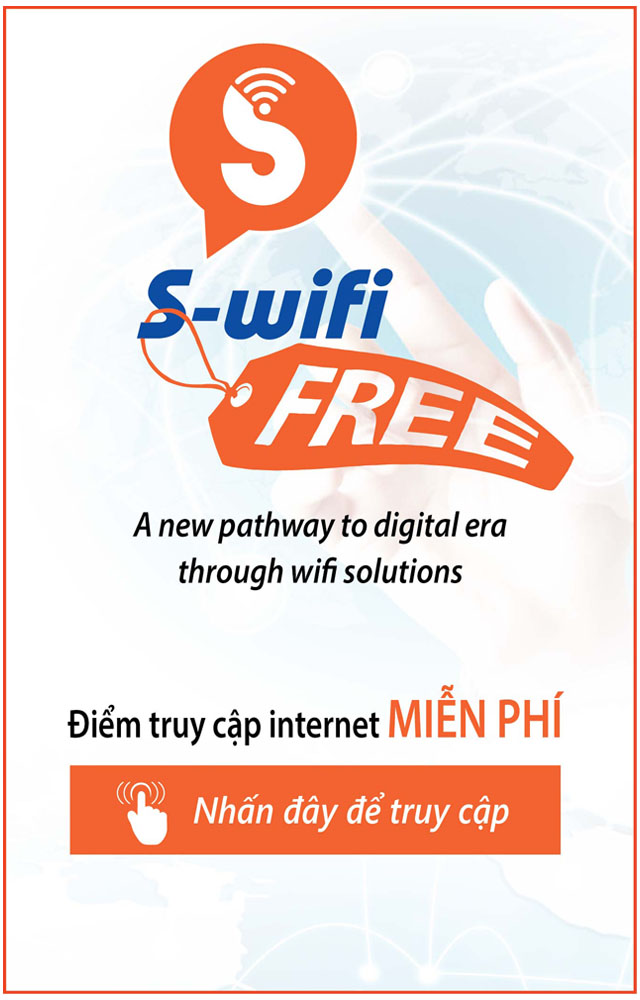 S
S-wifi
FREE
A new pathway to digital era
through wifi solutions
Điểm truy cập internet MIỄN PHÍ
Nhấn đây để truy cập